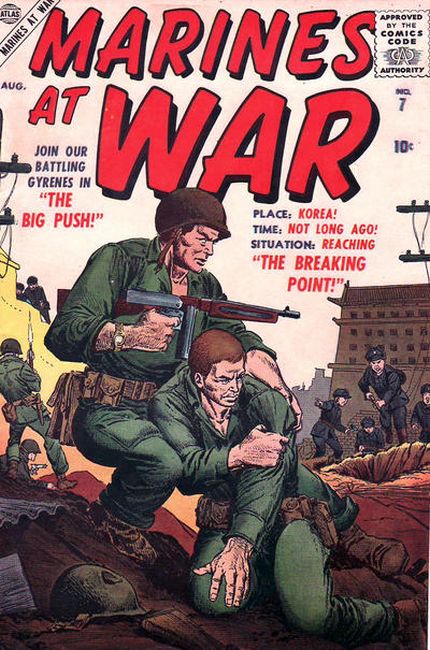 ATLAS
MARINES AT WAR
MARINES
AT WAR
APPROVED
BY THE
COMICS
CODE
CA
AUTHORITY
AUG.
NO.
7
10¢
JOIN OUR
BATTLING
GYRENES IN
"THE
BIG PUSH!"
PLACE: KOREA!
TIME: NOT LONG AGO!
SITUATION: REACHING
"THE BREAKING
POINT!"